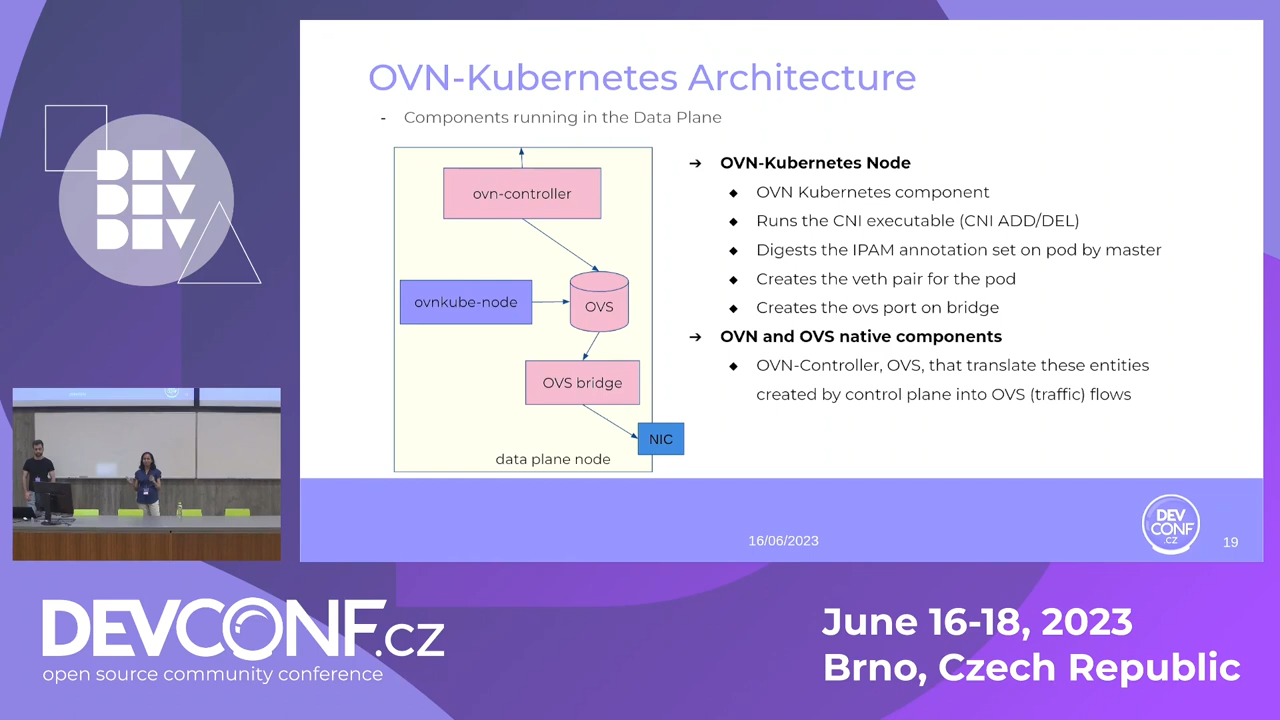 OVN-Kubernetes Architecture
- Components running in the Data Plane
ovn-controller
ovnkube-node
OVS
OVS bridge
NIC
data plane node
➔ OVN-Kubernetes Node
◆ OVN Kubernetes component
◆ Runs the CNI executable (CNI ADD/DEL)
◆ Digests the IPAM annotation set on pod by master
◆ Creates the veth pair for the pod
◆ Creates the ovs port on bridge
➔ OVN and OVS native components
◆ OVN-Controller, OVS, that translate these entities
created by control plane into OVS (traffic) flows
16/06/2023
DEV
CONF
.CZ
19
DEV
DEV
DEV
DEVCONF.cz
open source community conference
June 16-18, 2023
Brno, Czech Republic